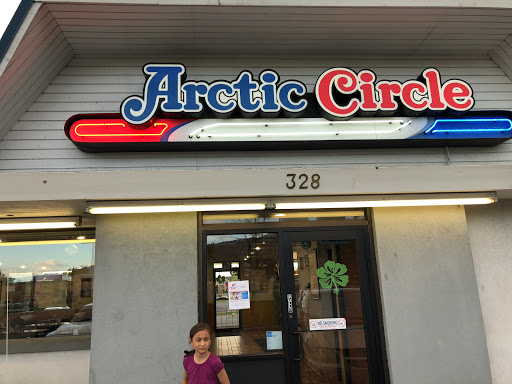 Arctic Circle
328
NO SMOKING